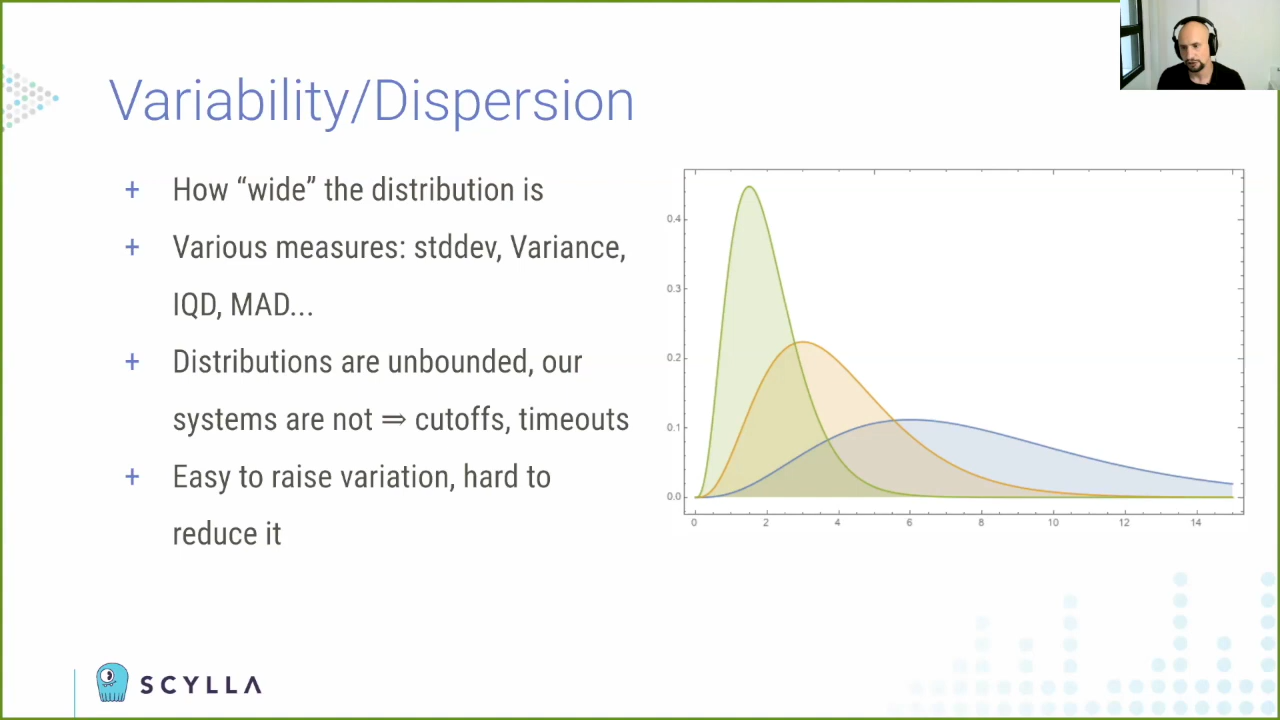 Variability/Dispersion
+ How “wide” the distribution is
+ Various measures: stddev, Variance,
IQD, MAD...
+ Distributions are unbounded, our
systems are not ⇒ cutoffs, timeouts
+ Easy to raise variation, hard to
reduce it
0.4
0.3
0.2
0.1
0.0
0 2 4 6 8 10 12 14
SCYLLA